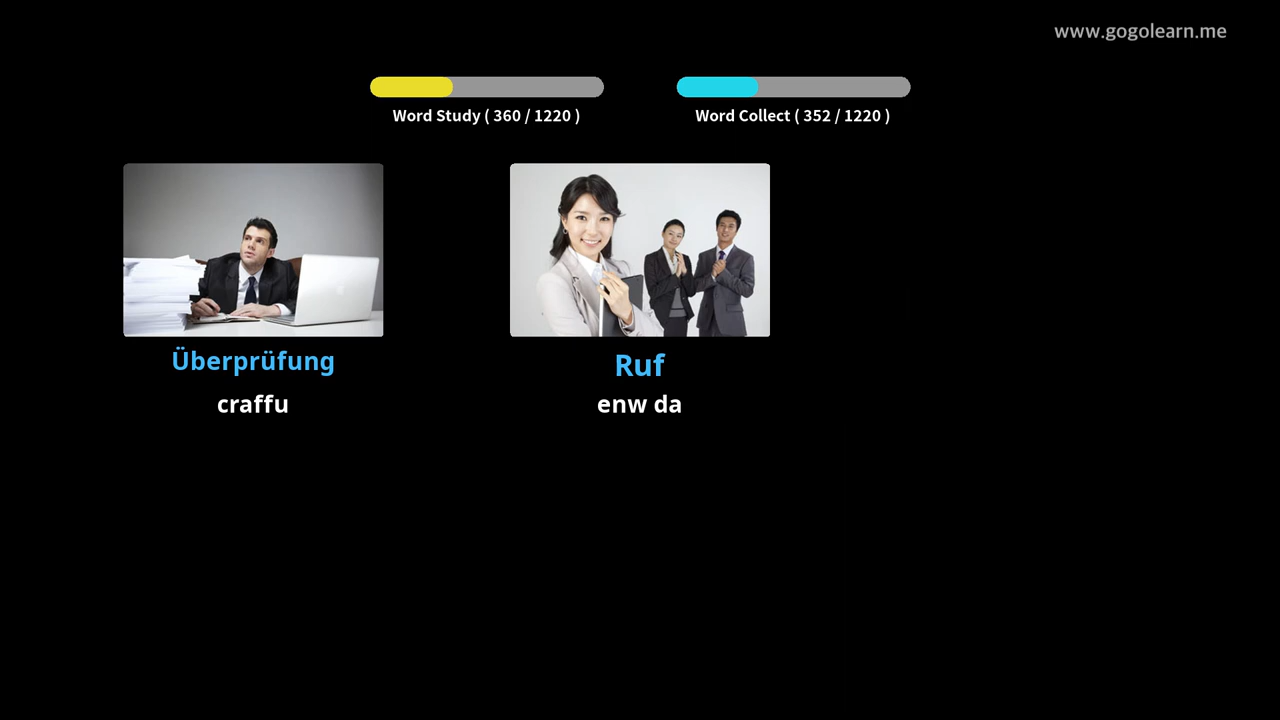 www.gogolearn.me
Word Study ( 360 / 1220 )
Word Collect ( 352 / 1220 )
Überprüfung
craffu
Ruf
enw da